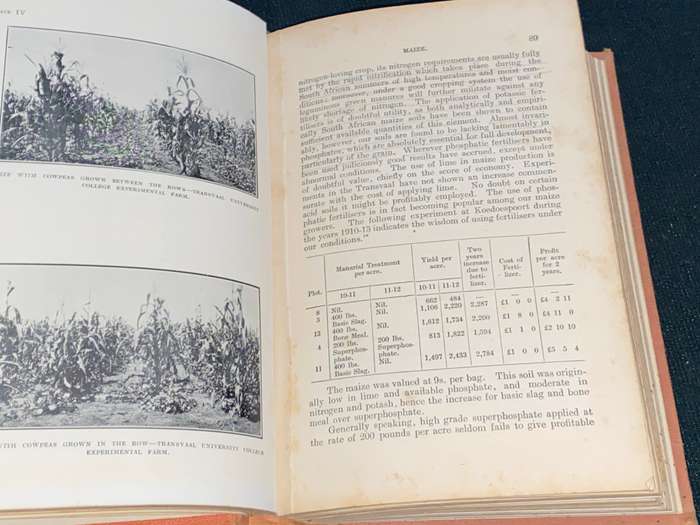 IV
ZE WITH COWPEAS GROWN BETWEEN THE ROWS—TRANSVAAL UNIVERSITY
COLLEGE EXPERIMENTAL FARM.
WITH COWPEAS GROWN IN THE ROW—TRANSVAAL UNIVERSITY COLLEGE
EXPERIMENTAL FARM.
MAIZE. 89
nitrogen-loving crop, its nitrogen requirements are usually fully
met by the rapid nitrification which takes place during the
South African summers of high temperatures and moist con-
ditions; moreover, under a good cropping system the use of
leguminous green manures will further militate against any
likely shortage of nitrogen. The application of potassic fer-
tilisers is of doubtful utility, as both analytically and empiri-
cally South African maize soils have been shown to contain
sufficient available quantities of this element. Almost invari-
ably, however, our soils are found to be lacking lamentably in
phosphates, which are absolutely essential for full development,
particularly of the grain. Wherever phosphatic fertilisers have
been used judiciously good results have accrued, except under
abnormal conditions. The use of lime in maize production is
of doubtful value, chiefly on the score of economy. Experi-
ments in the Transvaal have not shown an increase commen-
surate with the cost of applying lime. No doubt on certain
acid soils it might be profitably employed. The use of phos-
phatic fertilisers is in fact becoming popular among our maize
growers. The following experiment at Koedoespoort during
the years 1910-12 indicates the wisdom of using fertilisers under
our conditions."
Plot. Manurial Treatment per acre. Yield per acre. Two years increase due to fertilizer. Cost of Fertilizer. Profit per acre for 2 years.
10-11 11-12 10-11 11-12
8 Nil. Nil. 662 484 —
5 400 lbs. Basic Slag. Nil. 1,106 2,220 2,287 £1 0 0 £4 2 11
13 400 lbs. Bone Meal. Nil. 1,612 1,734 2,200 £1 8 0 £4 11 0
4 200 lbs. Superphosphate. 200 lbs. Superphosphate. 813 1,822 1,594 £1 1 0 £2 10 10
11 400 lbs. Basic Slag. Nil. 1,497 2,433 2,784 £1 0 0 £5 5 4
The maize was valued at 9s. per bag. This soil was origin-
ally low in lime and available phosphate, and moderate in
nitrogen and potash, hence the increase for basic slag and bone
meal over superphosphate.
Generally speaking, high grade superphosphate applied at
the rate of 200 pounds per acre seldom fails to give profitable